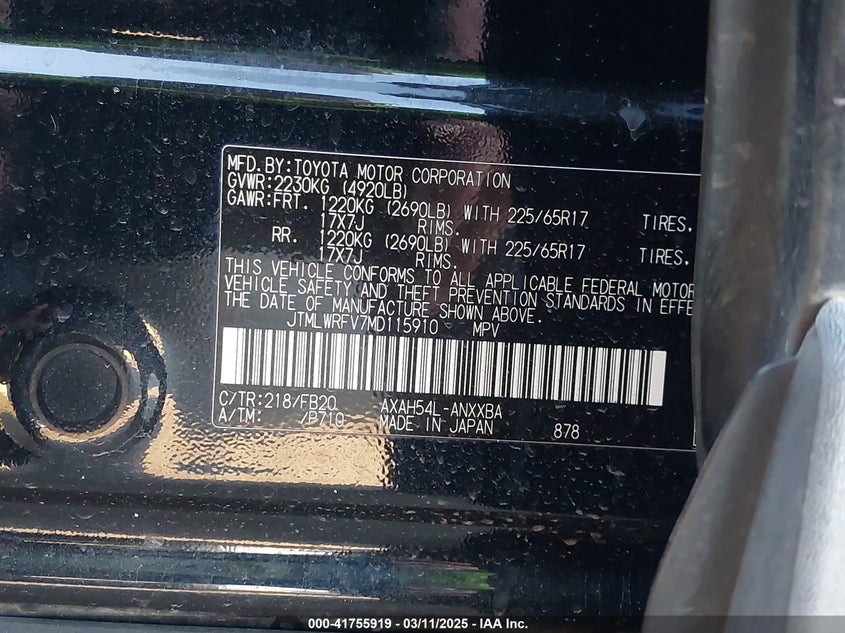 MFD. BY:TOYOTA MOTOR CORPORATION
GVWR:2230KG (4920LB)
GAWR:FRT. 1220KG (2690LB) WITH 225/65R17 TIRES,
17X7J RIMS,
RR. 1220KG (2690LB) WITH 225/65R17 TIRES,
17X7J RIMS,
THIS VEHICLE CONFORMS TO ALL APPLICABLE FEDERAL MOTOR
VEHICLE SAFETY AND THEFT PREVENTION STANDARDS IN EFFE
THE DATE OF MANUFACTURE SHOWN ABOVE.
JTMLWRFV7MD115910 MPV
C/TR:218/FB20 AXAH54L-ANXXBA
A/TM: /P710 MADE IN JAPAN 878
000-41755919 - 03/11/2025 - IAA Inc.